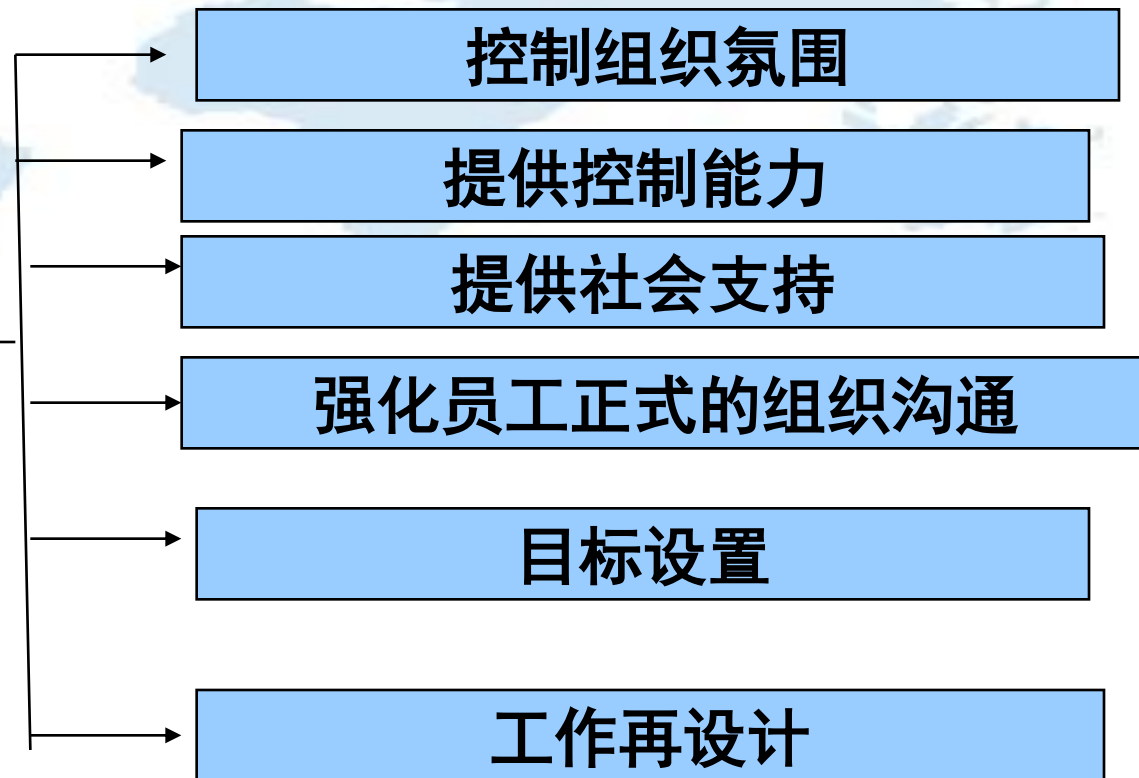 控制组织氛围
提供控制能力
提供社会支持
强化员工正式的组织沟通
目标设置
工作再设计